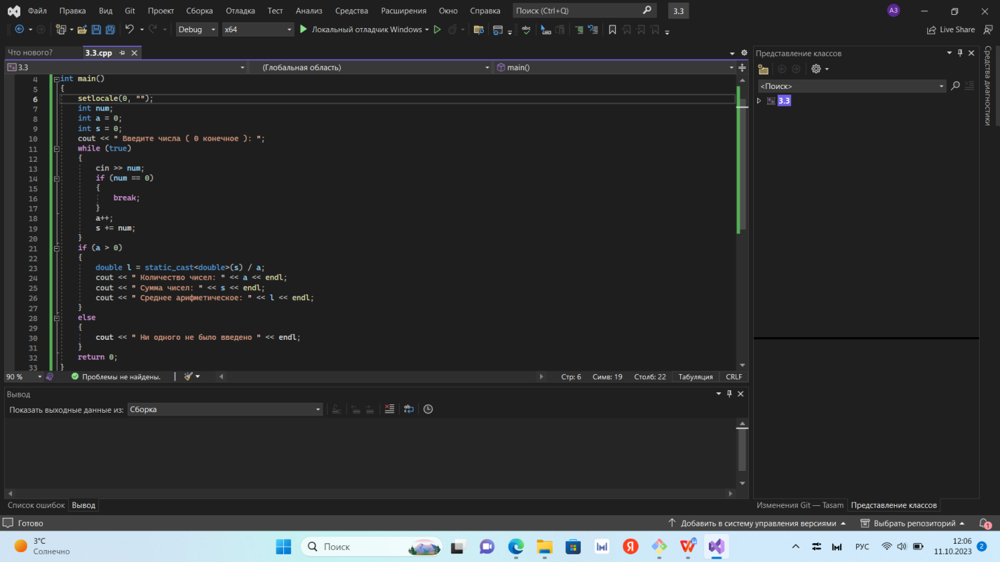 Файл Правка Вид Git Проект Сборка Отладка Тест Анализ Средства Расширения Окно Справка Поиск (Ctrl+Q) 3.3 АЗ
Debug x64 Локальный отладчик Windows Live Share
Что нового? 3.3.cpp
3.3 (Глобальная область) main()
4 int main()
5 {
6 setlocale(0, "");
7 int num;
8 int a = 0;
9 int s = 0;
10 cout << " Введите числа ( 0 конечное ): ";
11 while (true)
12 {
13 cin >> num;
14 if (num == 0)
15 {
16 break;
17 }
18 a++;
19 s += num;
20 }
21 if (a > 0)
22 {
23 double l = static_cast<double>(s) / a;
24 cout << " Количество чисел: " << a << endl;
25 cout << " Сумма чисел: " << s << endl;
26 cout << " Среднее арифметическое: " << l << endl;
27 }
28 else
29 {
30 cout << " Ни одного не было введено " << endl;
31 }
32 return 0;
33 }
90 % Проблемы не найдены. Стр: 6 Симв: 19 Столб: 22 Табуляция CRLF
Вывод
Показать выходные данные из: Сборка
Список ошибок Вывод
Представление классов
<Поиск>
3.3
Изменения Git — Tasam Представление классов
Средства диагностики
Готово Добавить в систему управления версиями Выбрать репозиторий 1
3°C
Солнечно
Поиск
РУС
12:06
11.10.2023
2